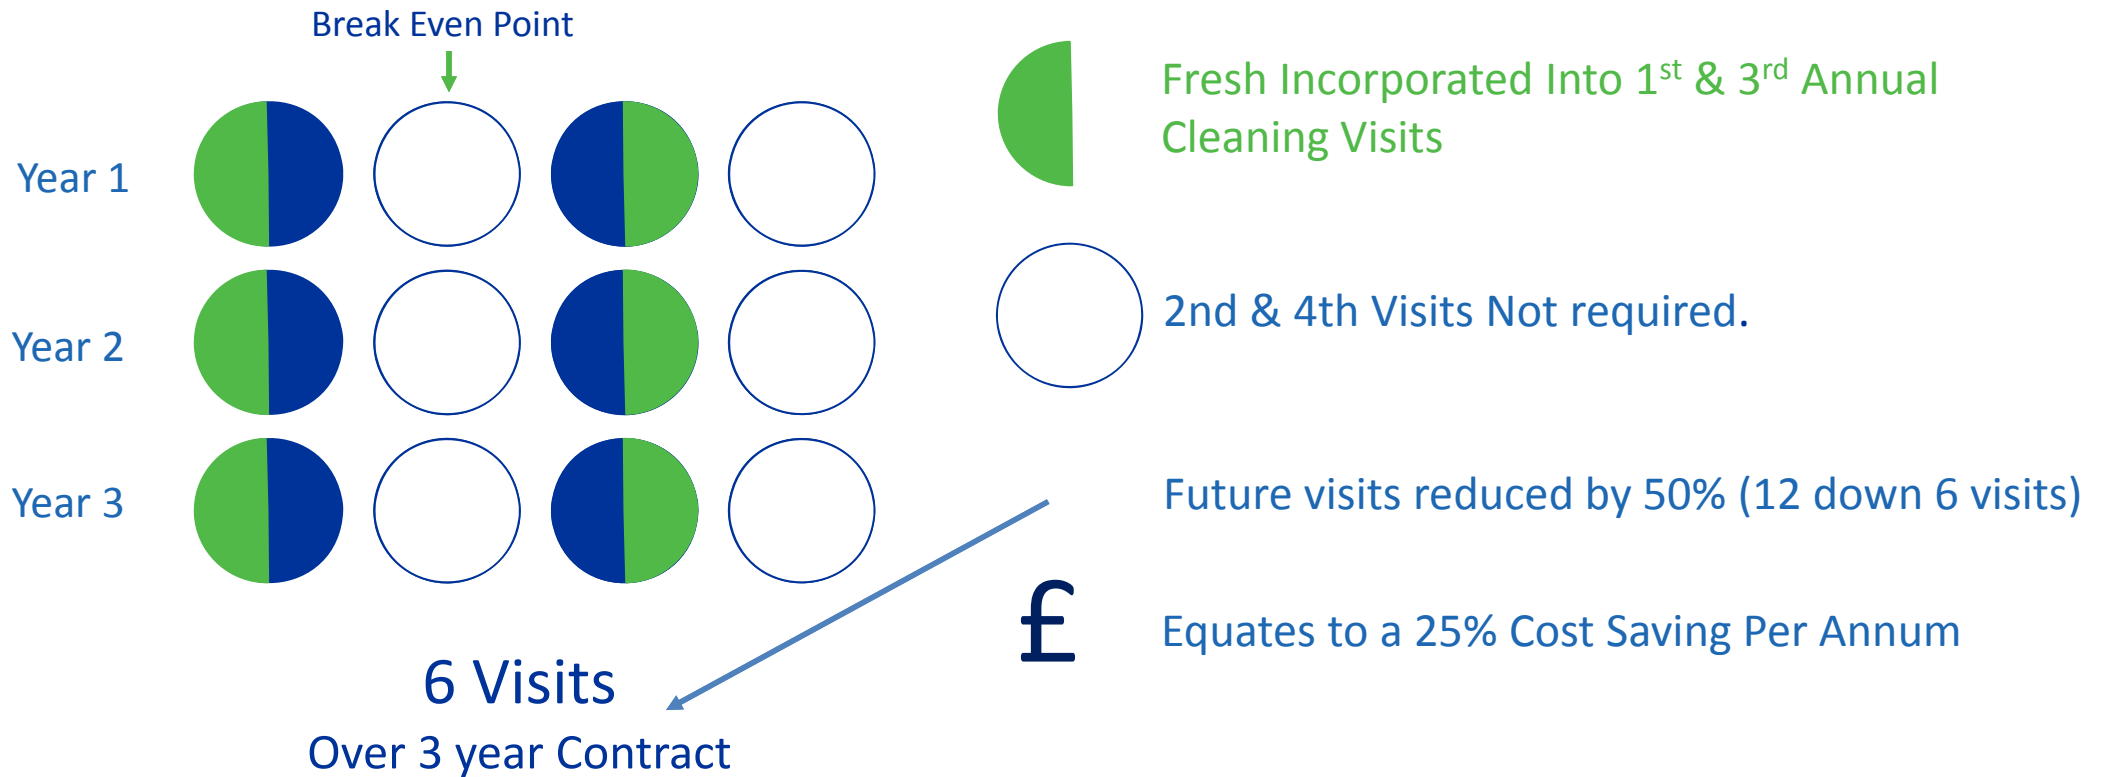 Break Even Point
Year 1
Year 2
Year 3
6 Visits
Over 3 year Contract
Fresh Incorporated Into 1st & 3rd Annual
Cleaning Visits
2nd & 4th Visits Not required.
Future visits reduced by 50% (12 down 6 visits)
£
Equates to a 25% Cost Saving Per Annum